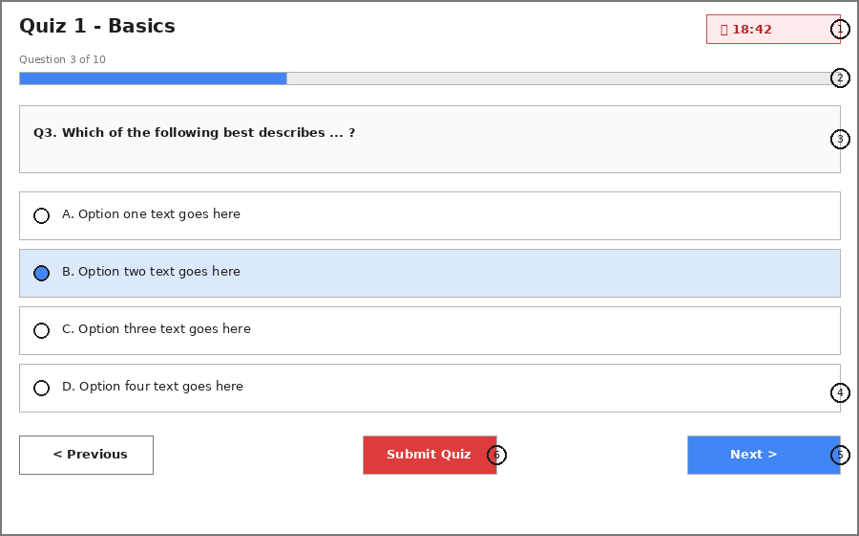 Quiz 1 - Basics
18:42 1
Question 3 of 10
2
Q3. Which of the following best describes ... ?
3
A. Option one text goes here
B. Option two text goes here
C. Option three text goes here
D. Option four text goes here
4
< Previous
Submit Quiz 6
Next > 5